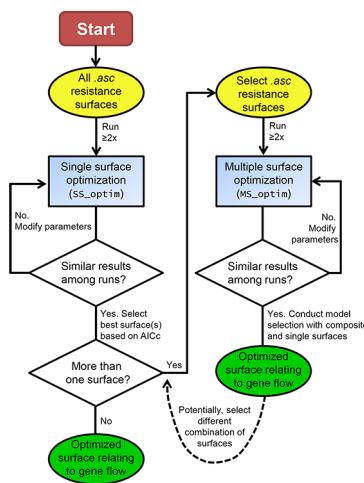 Start
All .asc
resistance
surfaces
Run
≥2x
Single surface
optimization
(SS_optim)
No.
Modify parameters
Similar results
among runs?
Yes. Select
best surface(s)
based on AICc
More than
one surface?
Yes
No
Optimized
surface relating
to gene flow
Select .asc
resistance
surfaces
Run
≥2x
Multiple surface
optimization
(MS_optim)
No.
Modify
parameters
Similar results
among runs?
Yes. Conduct model
selection with composite
and single surfaces
Optimized
surface relating
to gene flow
Potentially, select
different
combination of
surfaces